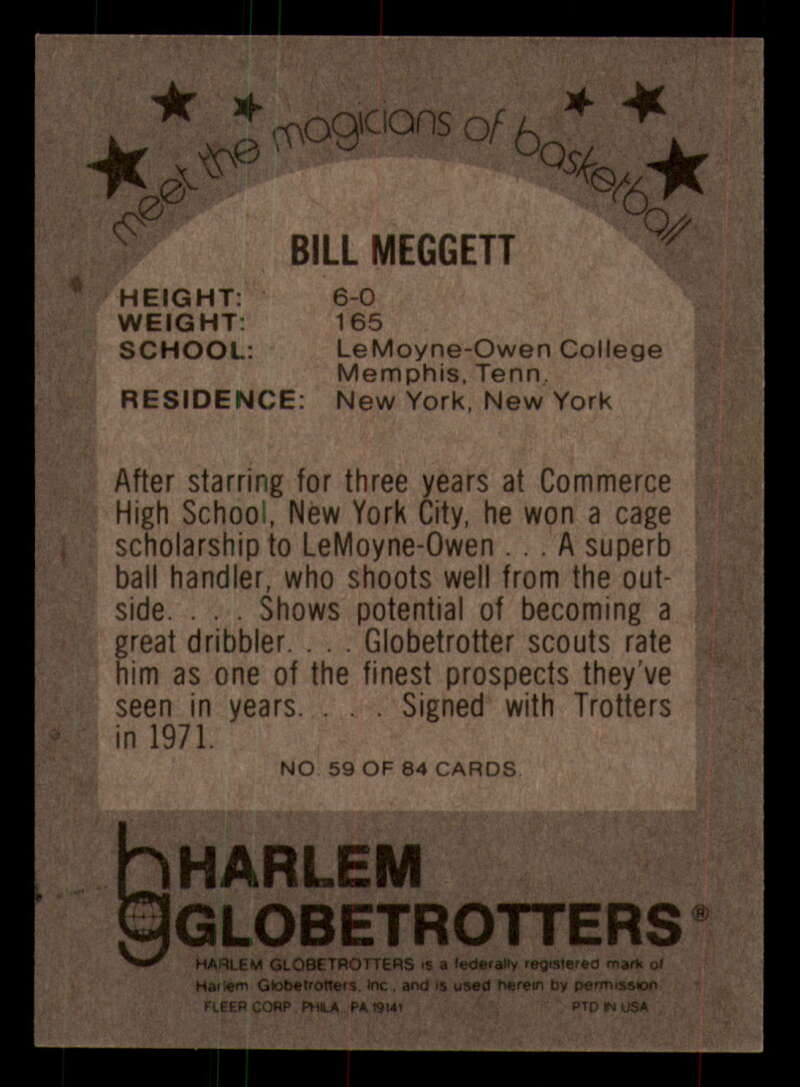 meet the magicians of basketball
BILL MEGGETT
HEIGHT: 6-0
WEIGHT: 165
SCHOOL: LeMoyne-Owen College
Memphis, Tenn.
RESIDENCE: New York, New York
After starring for three years at Commerce
High School, New York City, he won a cage
scholarship to LeMoyne-Owen . . . A superb
ball handler, who shoots well from the out-
side. . . . Shows potential of becoming a
great dribbler. . . . Globetrotter scouts rate
him as one of the finest prospects they've
seen in years. . . . Signed with Trotters
in 1971.
NO. 59 OF 84 CARDS.
hg HARLEM
GLOBETROTTERS®
HARLEM GLOBETROTTERS is a federally registered mark of
Harlem Globetrotters, Inc., and is used herein by permission
FLEER CORP. PHILA., PA 19141 PTD IN USA